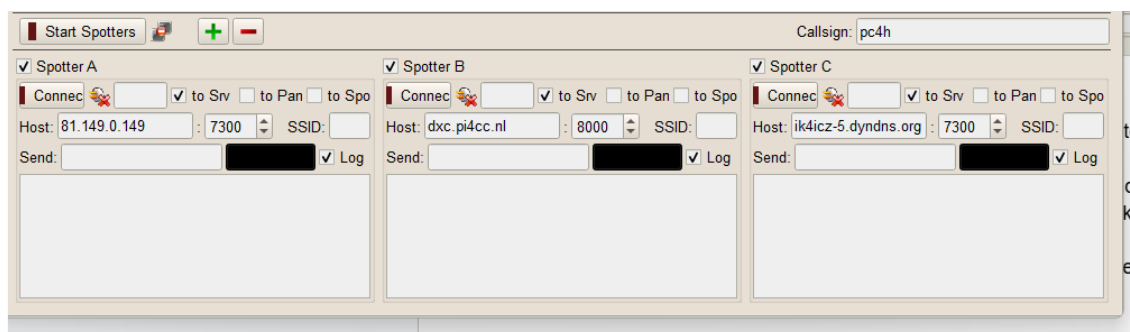 Start Spotters Callsign: pc4h
Spotter A Spotter B Spotter C
Connec to Srv to Pan to Spo Connec to Srv to Pan to Spo Connec to Srv to Pan to Spo
Host: 81.149.0.149 : 7300 SSID: Host: dxc.pi4cc.nl : 8000 SSID: Host: ik4icz-5.dyndns.org : 7300 SSID:
Send: Log Send: Log Send: Log